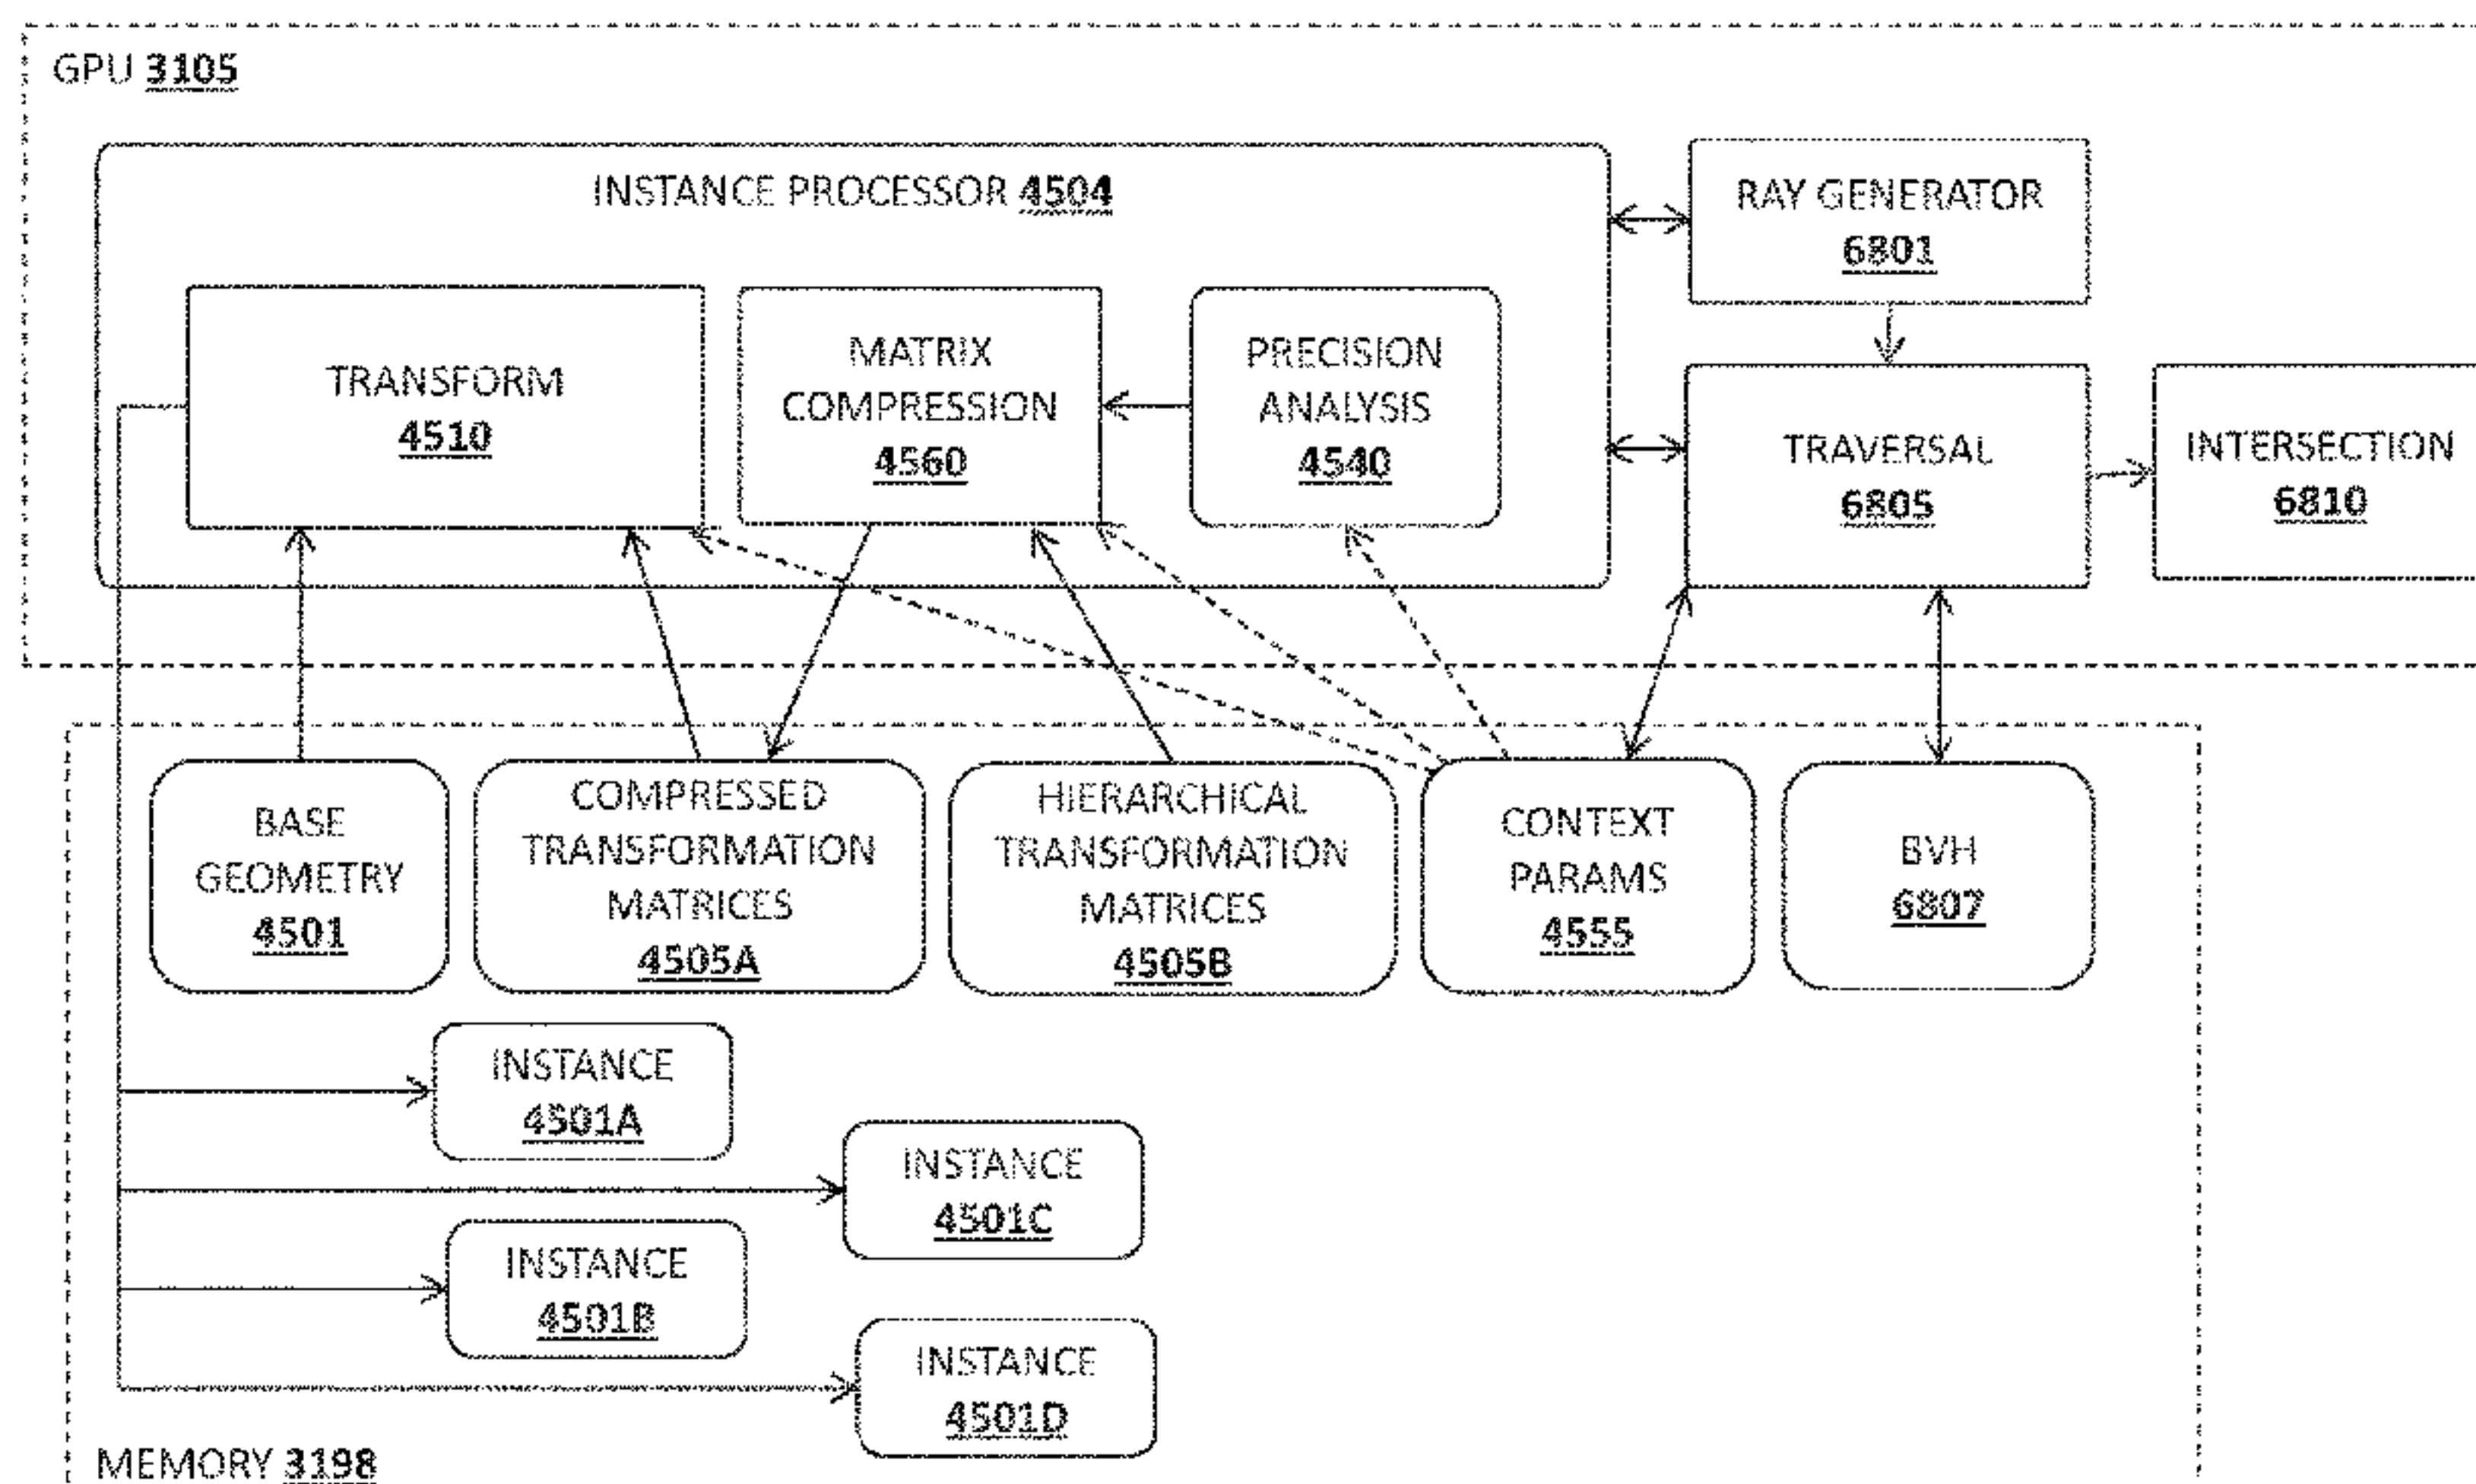 GPU 3105
INSTANCE PROCESSOR 4504
RAY GENERATOR
6801
TRANSFORM
4510
MATRIX
COMPRESSION
4560
PRECISION
ANALYSIS
4540
TRAVERSAL
6805
INTERSECTION
6810
BASE
GEOMETRY
4501
COMPRESSED
TRANSFORMATION
MATRICES
4505A
HIERARCHICAL
TRANSFORMATION
MATRICES
4505B
CONTEXT
PARAMS
4555
BVH
6807
INSTANCE
4501A
INSTANCE
4501C
INSTANCE
4501B
INSTANCE
4501D
MEMORY 3198